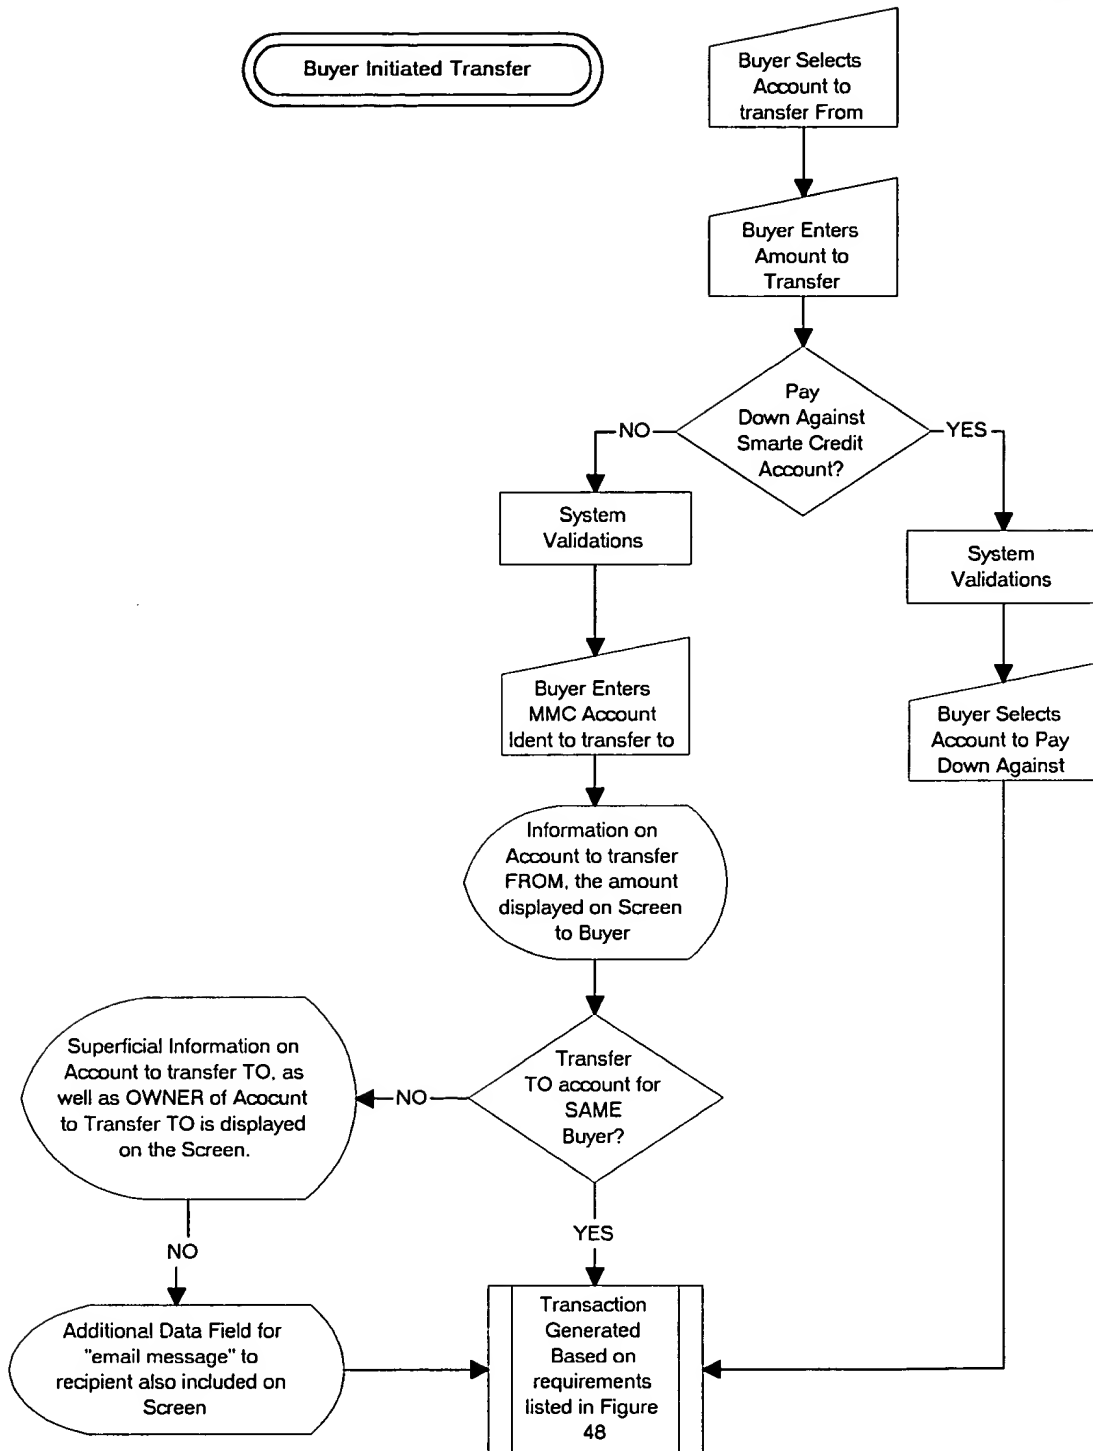 Buyer Initiated Transfer
Buyer Selects
Account to
transfer From
Buyer Enters
Amount to
Transfer
Pay
Down Against
Smarte Credit
Account?
NO
YES
System
Validations
System
Validations
Buyer Enters
MMC Account
Ident to transfer to
Buyer Selects
Account to Pay
Down Against
Information on
Account to transfer
FROM, the amount
displayed on Screen
to Buyer
Transfer
TO account for
SAME
Buyer?
NO
Superficial Information on
Account to transfer TO, as
well as OWNER of Acocunt
to Transfer TO is displayed
on the Screen.
YES
NO
Additional Data Field for
"email message" to
recipient also included on
Screen
Transaction
Generated
Based on
requirements
listed in Figure
48